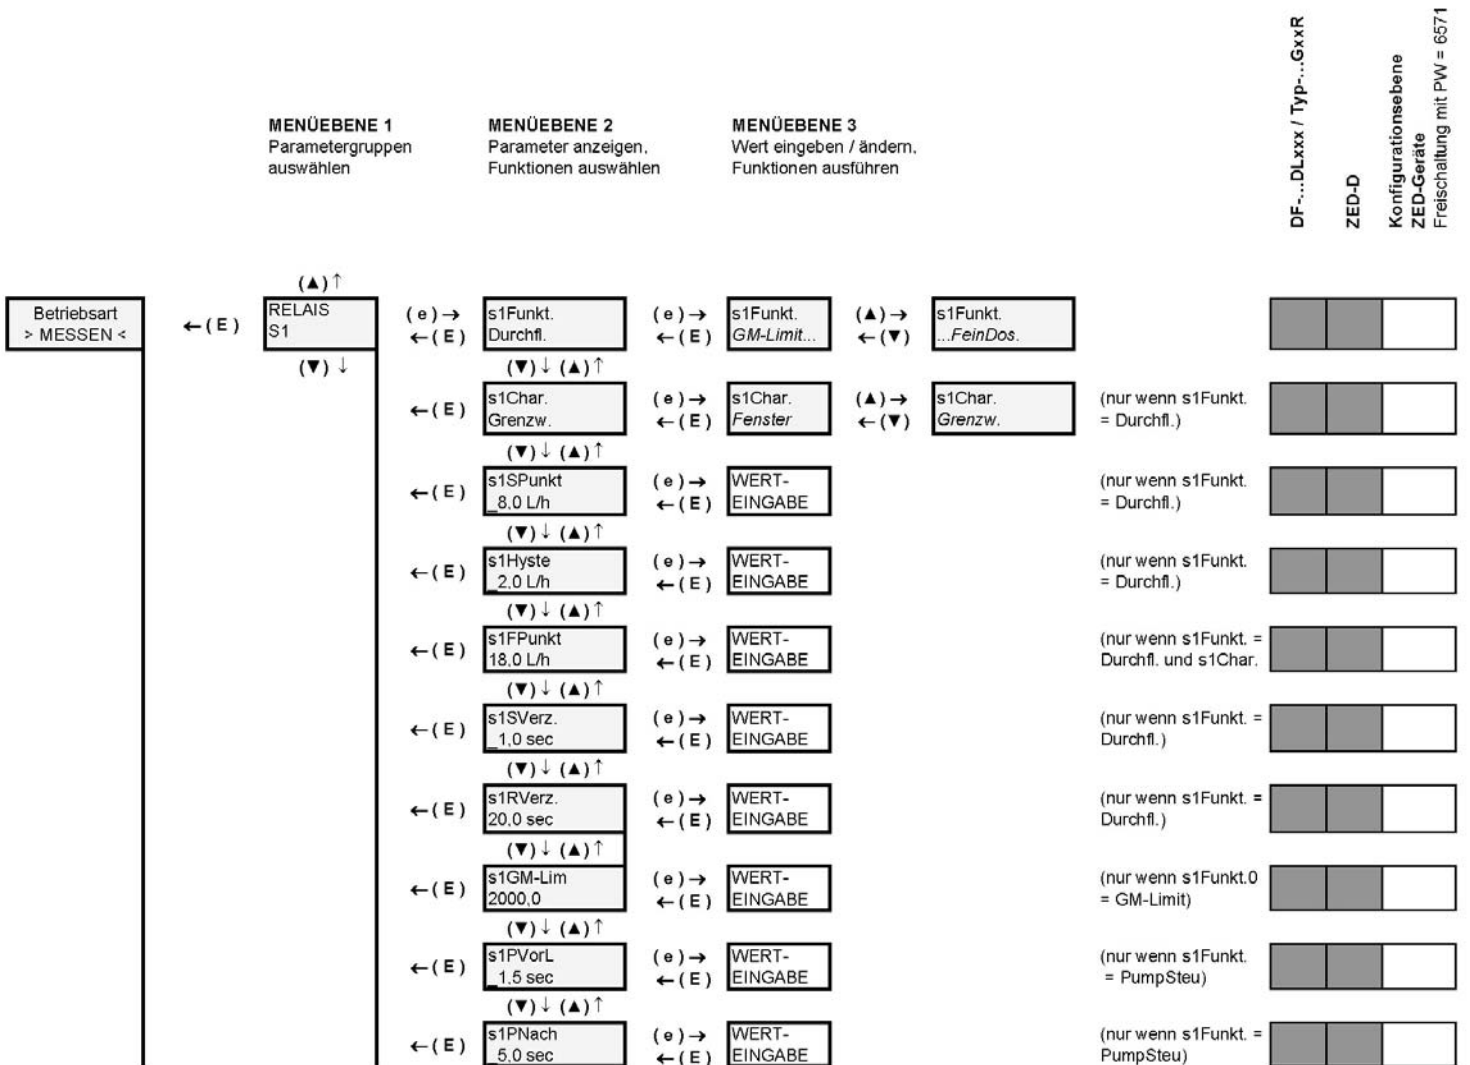 DF-...DLxxx / Typ-...GxxR
ZED-D
Konfigurationsebene
ZED-Geräte
Freischaltung mit PW = 6571
MENÜEBENE 1
Parametergruppen
auswählen
MENÜEBENE 2
Parameter anzeigen,
Funktionen auswählen
MENÜEBENE 3
Wert eingeben / ändern,
Funktionen ausführen
(▲)↑
Betriebsart
> MESSEN <
←( E )
RELAIS
S1
(▼) ↓
( e )→
←( E )
s1Funkt.
Durchfl.
( e )→
←( E )
s1Funkt.
GM-Limit...
(▲)→
←(▼)
s1Funkt.
...FeinDos.
(▼)↓ (▲)↑
←( E )
s1Char.
Grenzw.
( e )→
←( E )
s1Char.
Fenster
(▲)→
←(▼)
s1Char.
Grenzw.
(nur wenn s1Funkt.
= Durchfl.)
(▼)↓ (▲)↑
←( E )
s1SPunkt
_8,0 L/h
( e )→
←( E )
WERT-
EINGABE
(nur wenn s1Funkt.
= Durchfl.)
(▼)↓ (▲)↑
←( E )
s1Hyste
_2,0 L/h
( e )→
←( E )
WERT-
EINGABE
(nur wenn s1Funkt.
= Durchfl.)
(▼)↓ (▲)↑
←( E )
s1FPunkt
18,0 L/h
( e )→
←( E )
WERT-
EINGABE
(nur wenn s1Funkt. =
Durchfl. und s1Char.
(▼)↓ (▲)↑
←( E )
s1SVerz.
_1,0 sec
( e )→
←( E )
WERT-
EINGABE
(nur wenn s1Funkt. =
Durchfl.)
(▼)↓ (▲)↑
←( E )
s1RVerz.
20,0 sec
( e )→
←( E )
WERT-
EINGABE
(nur wenn s1Funkt. =
Durchfl.)
(▼)↓ (▲)↑
←( E )
s1GM-Lim
2000,0
( e )→
←( E )
WERT-
EINGABE
(nur wenn s1Funkt.0
= GM-Limit)
(▼)↓ (▲)↑
←( E )
s1PVorL
_1,5 sec
( e )→
←( E )
WERT-
EINGABE
(nur wenn s1Funkt.
= PumpSteu)
(▼)↓ (▲)↑
←( E )
s1PNach
_5,0 sec
( e )→
←( E )
WERT-
EINGABE
(nur wenn s1Funkt. =
PumpSteu)